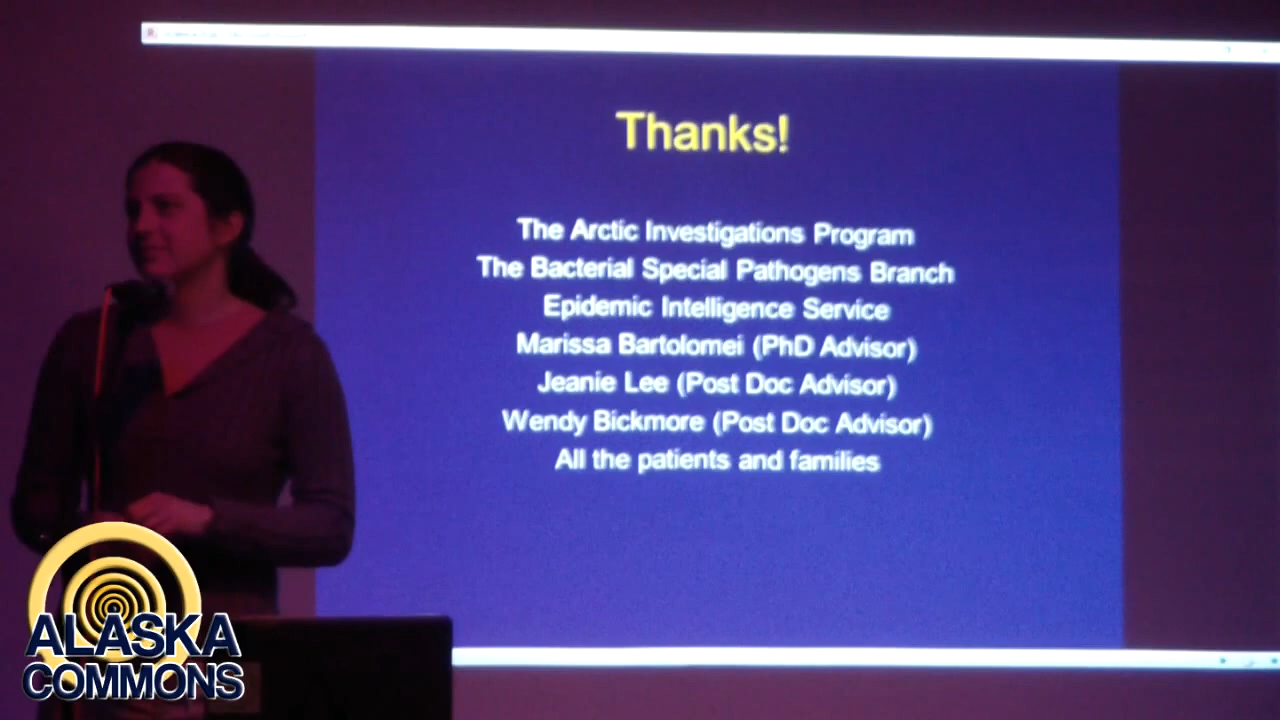 Thanks!
The Arctic Investigations Program
The Bacterial Special Pathogens Branch
Epidemic Intelligence Service
Marissa Bartolomei (PhD Advisor)
Jeanie Lee (Post Doc Advisor)
Wendy Bickmore (Post Doc Advisor)
All the patients and families
ALASKA
COMMONS